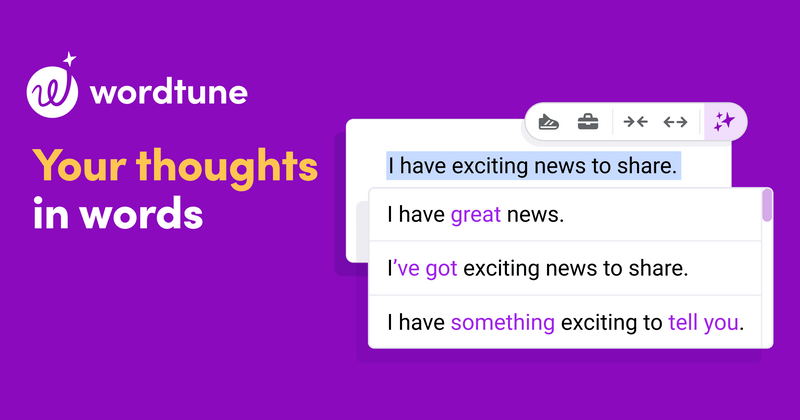 wordtune
Your thoughts
in words
I have exciting news to share.
I have great news.
I've got exciting news to share.
I have something exciting to tell you.